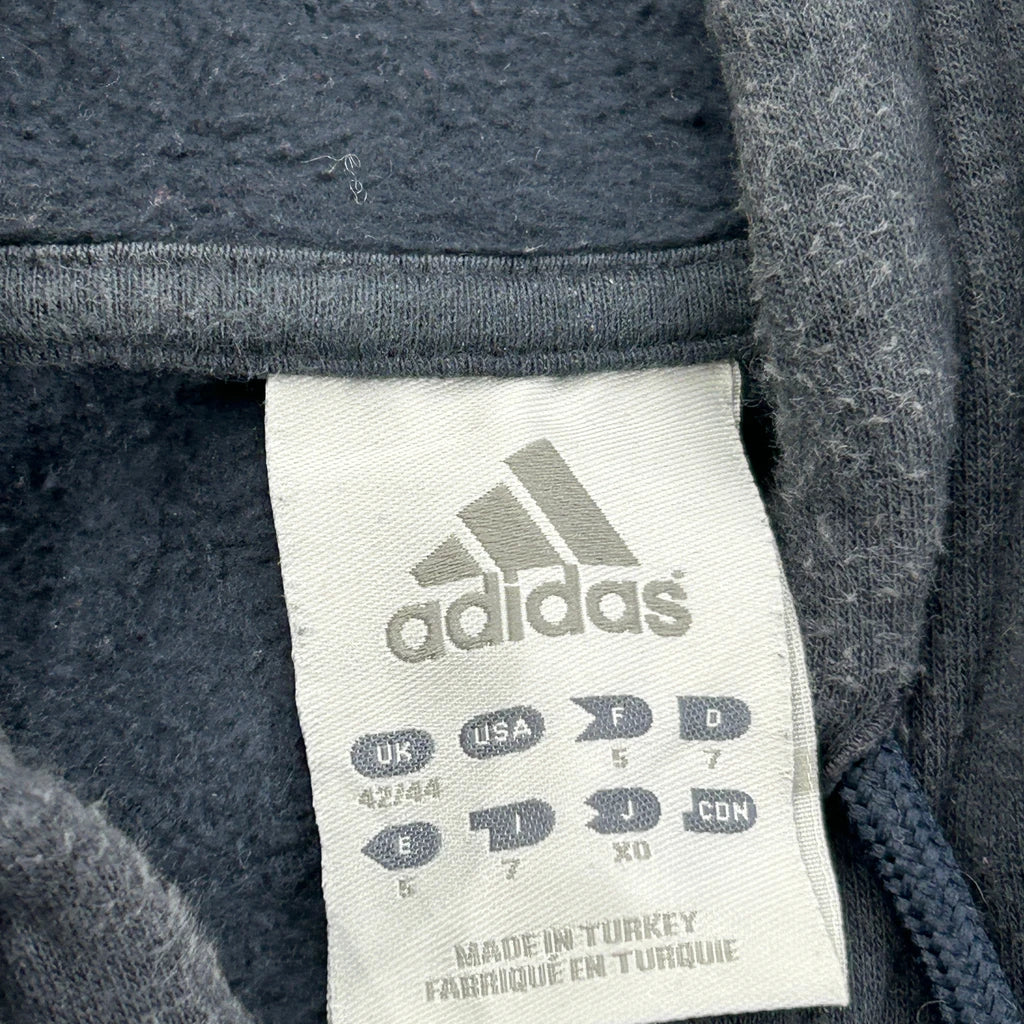 adidas
UK USA F D
42/44 5 7
E I J CDN
5 7 XO
MADE IN TURKEY
FABRIQUÉ EN TURQUIE